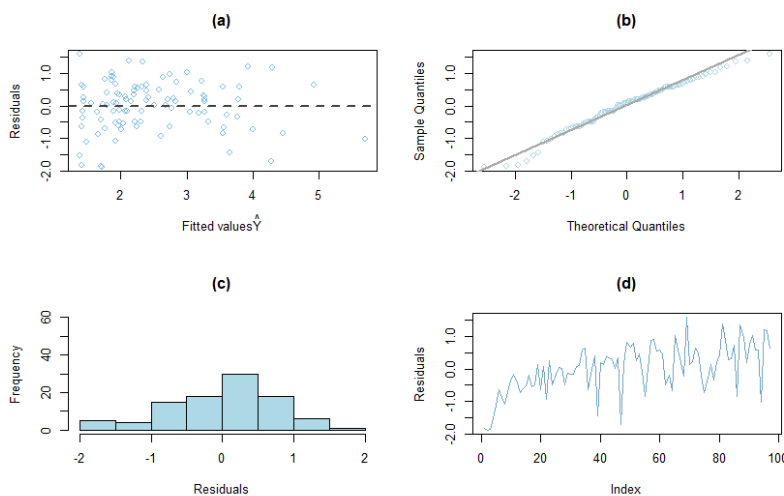 (a)
Residuals
1.0
0.0
-1.0
-2.0
2 3 4 5
Fitted valuesŶ
(b)
Sample Quantiles
1.0
0.0
-1.0
-2.0
-2 -1 0 1 2
Theoretical Quantiles
(c)
Frequency
60
40
20
0
-2 -1 0 1 2
Residuals
(d)
Residuals
1.0
0.0
-1.0
-2.0
0 20 40 60 80 100
Index